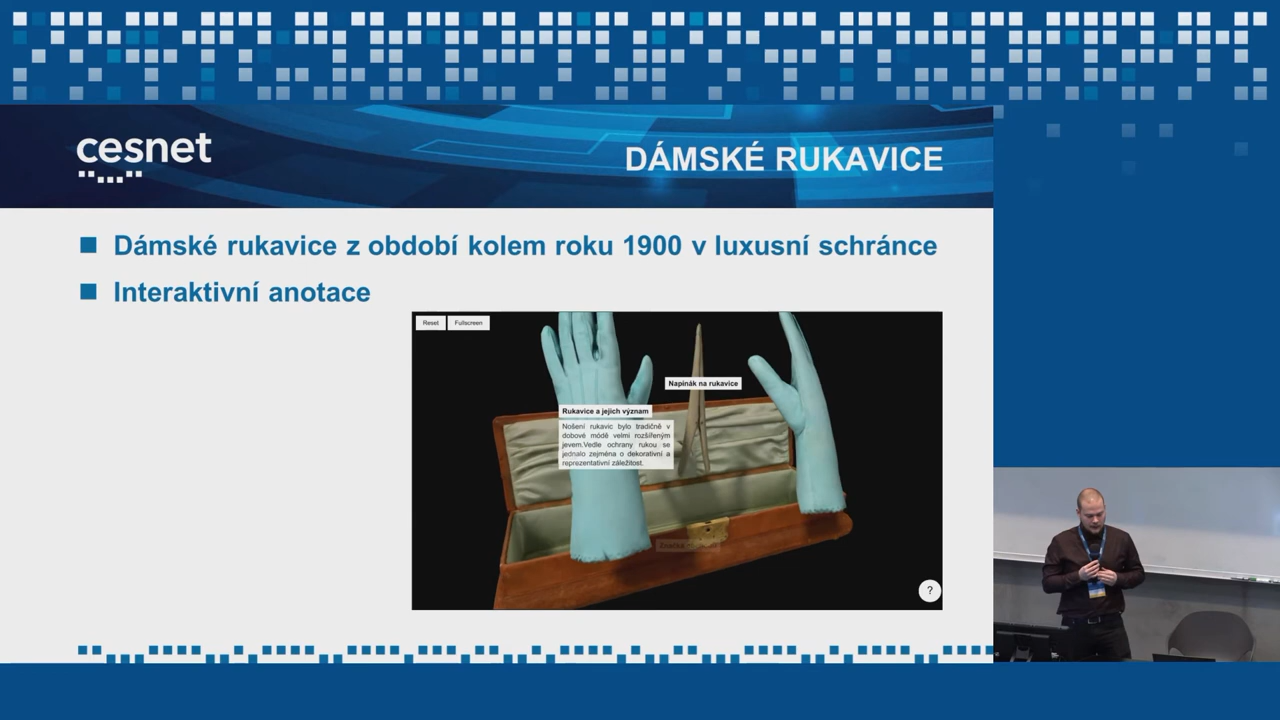 cesnet
DÁMSKÉ RUKAVICE
Dámské rukavice z období kolem roku 1900 v luxusní schránce
Interaktivní anotace
Reset
Fullscreen
Napínák na rukavice
Rukavice a jejich význam
Nošení rukavic bylo tradičně v
dobové módě velmi rozšířeným
jevem.Vedle ochrany rukou se
jednalo zejména o dekorativní a
reprezentativní záležitost.
Značka
?